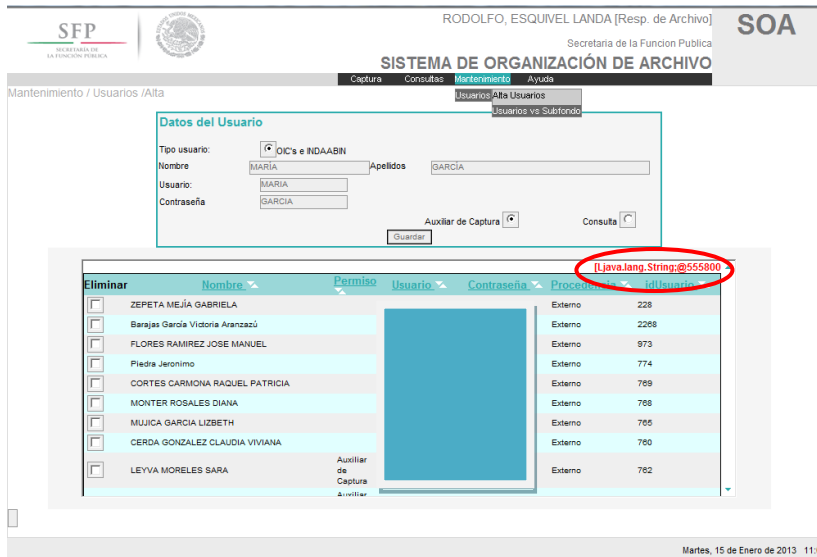 SFP
SECRETARÍA DE
LA FUNCIÓN PÚBLICA
ESTADOS UNIDOS MEXICANOS
RODOLFO, ESQUIVEL LANDA [Resp. de Archivo]
SOA
Secretaria de la Funcion Publica
SISTEMA DE ORGANIZACIÓN DE ARCHIVO
Captura Consultas Mantenimiento Ayuda
Mantenimiento / Usuarios /Alta
Usuarios Alta Usuarios
Usuarios vs Subfondo
Datos del Usuario
Tipo usuario: OIC's e INDAABIN
Nombre MARÍA Apellidos GARCÍA
Usuario: MARIA
Contraseña GARCIA
Auxiliar de Captura Consulta
Guardar
[Ljava.lang.String;@555800
Eliminar Nombre Permiso Usuario Contraseña Procedencia idUsuario
ZEPETA MEJÍA GABRIELA Externo 228
Barajas García Victoria Aranzazú Externo 2268
FLORES RAMIREZ JOSE MANUEL Externo 973
Piedra Jeronimo Externo 774
CORTES CARMONA RAQUEL PATRICIA Externo 769
MONTER ROSALES DIANA Externo 768
MUJICA GARCIA LIZBETH Externo 765
CERDA GONZALEZ CLAUDIA VIVIANA Externo 760
LEYVA MORELES SARA Auxiliar de Captura Externo 762
Auxiliar
Martes, 15 de Enero de 2013 11: